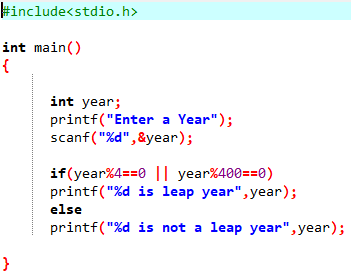 #include<stdio.h>
int main()
{
int year;
printf("Enter a Year");
scanf("%d",&year);
if(year%4==0 || year%400==0)
printf("%d is leap year",year);
else
printf("%d is not a leap year",year);
}